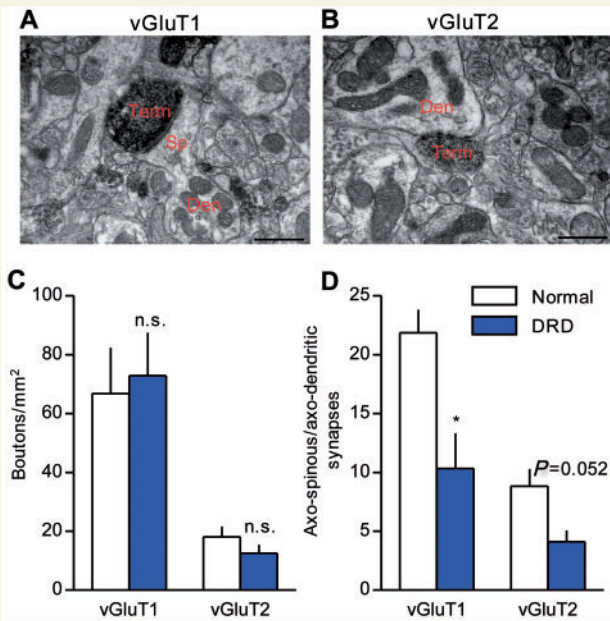 A
vGluT1
Term
Sp
Den
B
vGluT2
Den
Term
C
100
80
60
40
20
0
Boutons/mm²
n.s.
n.s.
vGluT1
vGluT2
D
25
20
15
10
5
0
Axo-spinous/axo-dendritic
synapses
Normal
DRD
*
P=0.052
vGluT1
vGluT2